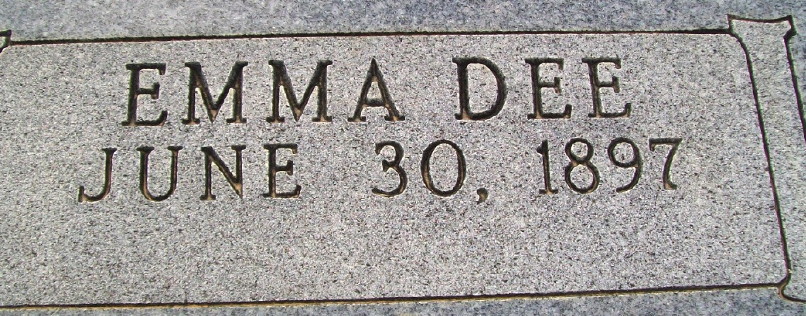 EMMA DEE
JUNE 30, 1897